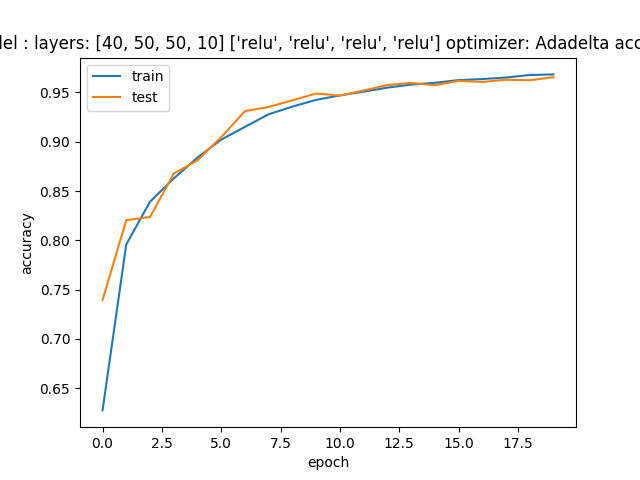 layers: [40, 50, 50, 10] ['relu', 'relu', 'relu', 'relu'] optimizer: Adadelta
train
test
0.95
0.90
0.85
0.80
0.75
0.70
0.65
accuracy
0.0 2.5 5.0 7.5 10.0 12.5 15.0 17.5
epoch